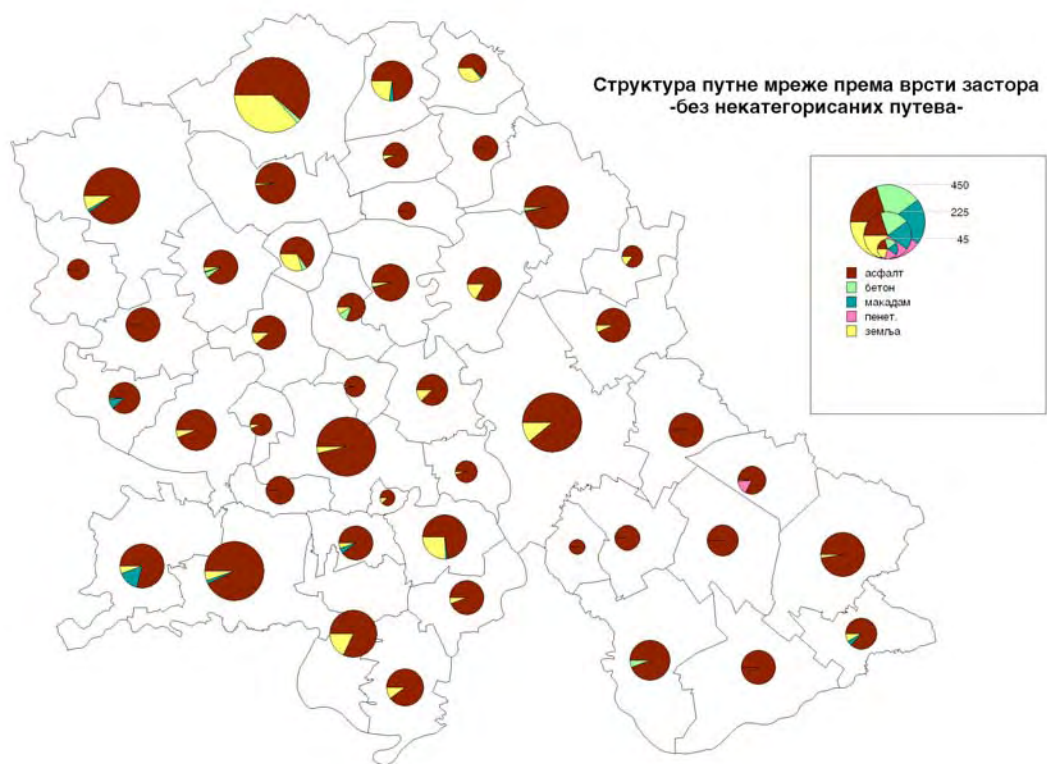 Структура путне мреже према врсти застора
-без некатегорисаних путева-
450
225
45
асфалт
бетон
макадам
пенет.
земља